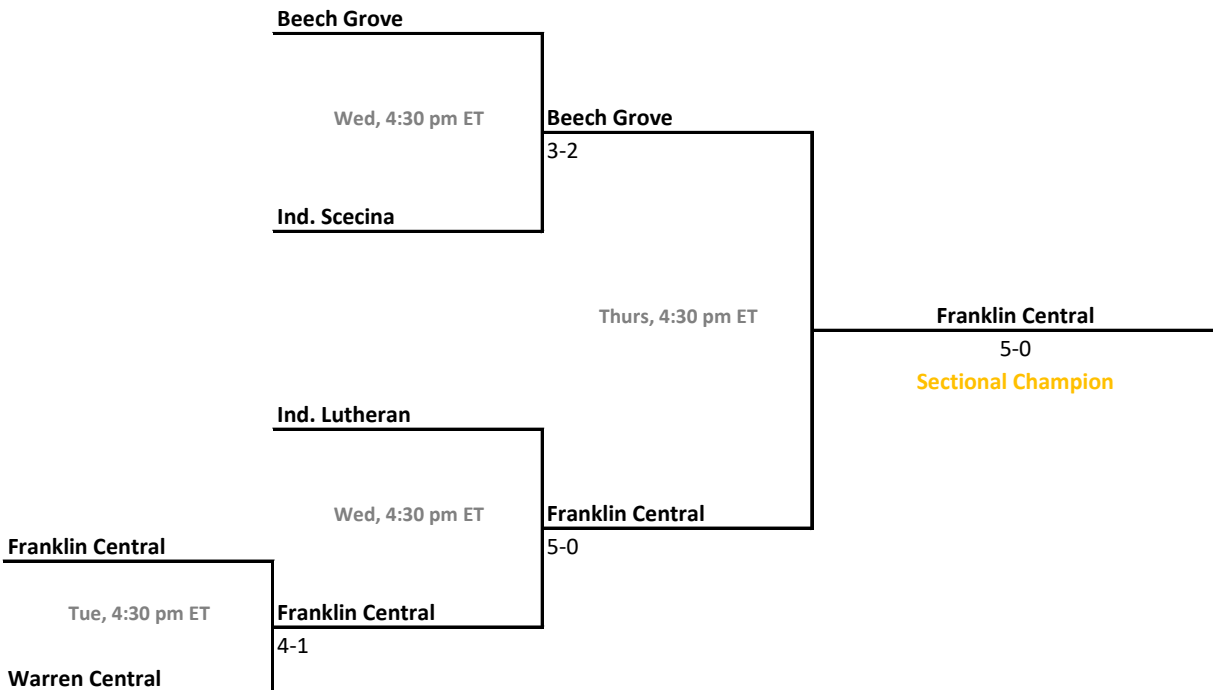 Beech Grove
Wed, 4:30 pm ET
Beech Grove
3-2
Ind. Scecina
Thurs, 4:30 pm ET
Franklin Central
5-0
Sectional Champion
Ind. Lutheran
Wed, 4:30 pm ET
Franklin Central
5-0
Franklin Central
Tue, 4:30 pm ET
Franklin Central
4-1
Warren Central